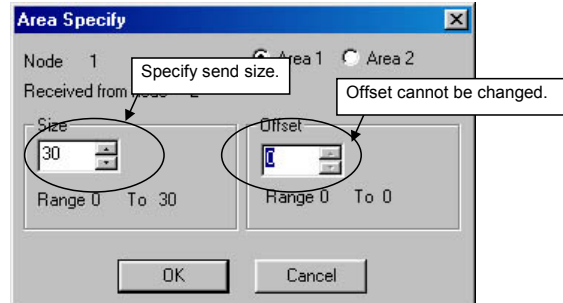 Area Specify
Node 1
Area 1 Area 2
Specify send size.
Received from 2
Offset cannot be changed.
Size
Offset
30
0
Range 0 To 30
Range 0 To 0
OK
Cancel